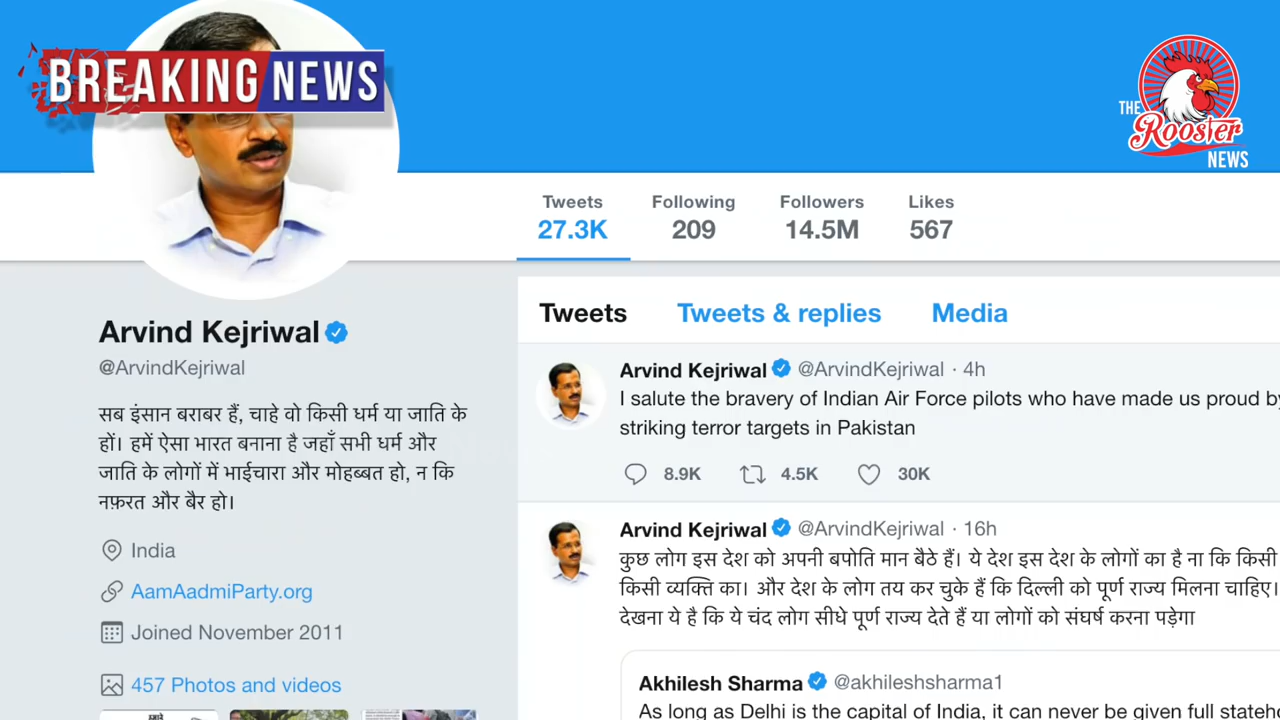 BREAKING NEWS
THE
Rooster
NEWS
Tweets Following Followers Likes
27.3K 209 14.5M 567
Arvind Kejriwal
@ArvindKejriwal
सब इंसान बराबर हैं, चाहे वो किसी धर्म या जाति के
हों। हमें ऐसा भारत बनाना है जहाँ सभी धर्म और
जाति के लोगों में भाईचारा और मोहब्बत हो, न कि
नफ़रत और बैर हो।
India
AamAadmiParty.org
Joined November 2011
457 Photos and videos
Tweets Tweets & replies Media
Arvind Kejriwal @ArvindKejriwal · 4h
I salute the bravery of Indian Air Force pilots who have made us proud by
striking terror targets in Pakistan
8.9K 4.5K 30K
Arvind Kejriwal @ArvindKejriwal · 16h
कुछ लोग इस देश को अपनी बपोति मान बैठे हैं। ये देश इस देश के लोगों का है ना कि किसी
किसी व्यक्ति का। और देश के लोग तय कर चुके हैं कि दिल्ली को पूर्ण राज्य मिलना चाहिए।
देखना ये है कि ये चंद लोग सीधे पूर्ण राज्य देते हैं या लोगों को संघर्ष करना पड़ेगा
Akhilesh Sharma @akhileshsharma1
As long as Delhi is the capital of India, it can never be given full